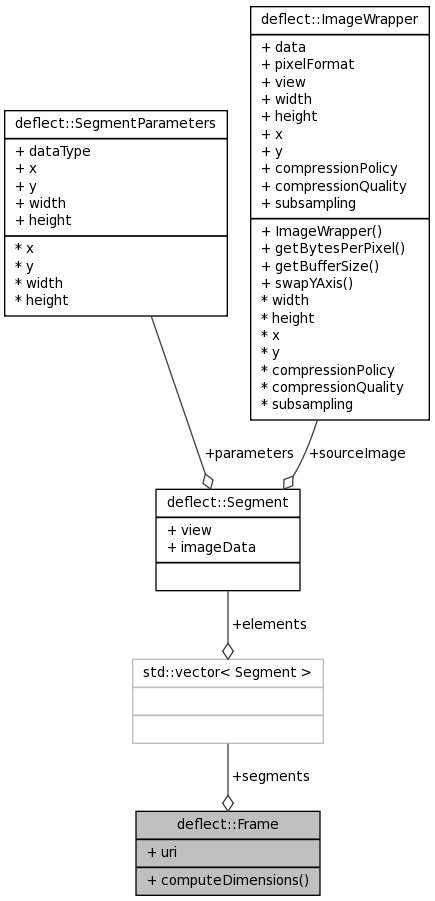 deflect::ImageWrapper
+ data
+ pixelFormat
+ view
+ width
+ height
+ x
+ y
+ compressionPolicy
+ compressionQuality
+ subsampling
+ ImageWrapper()
+ getBytesPerPixel()
+ getBufferSize()
+ swapYAxis()
* width
* height
* x
* y
* compressionPolicy
* compressionQuality
* subsampling
deflect::SegmentParameters
+ dataType
+ x
+ y
+ width
+ height
* x
* y
* width
* height
+parameters
+sourceImage
deflect::Segment
+ view
+ imageData
+elements
std::vector< Segment >
+segments
deflect::Frame
+ uri
+ computeDimensions()